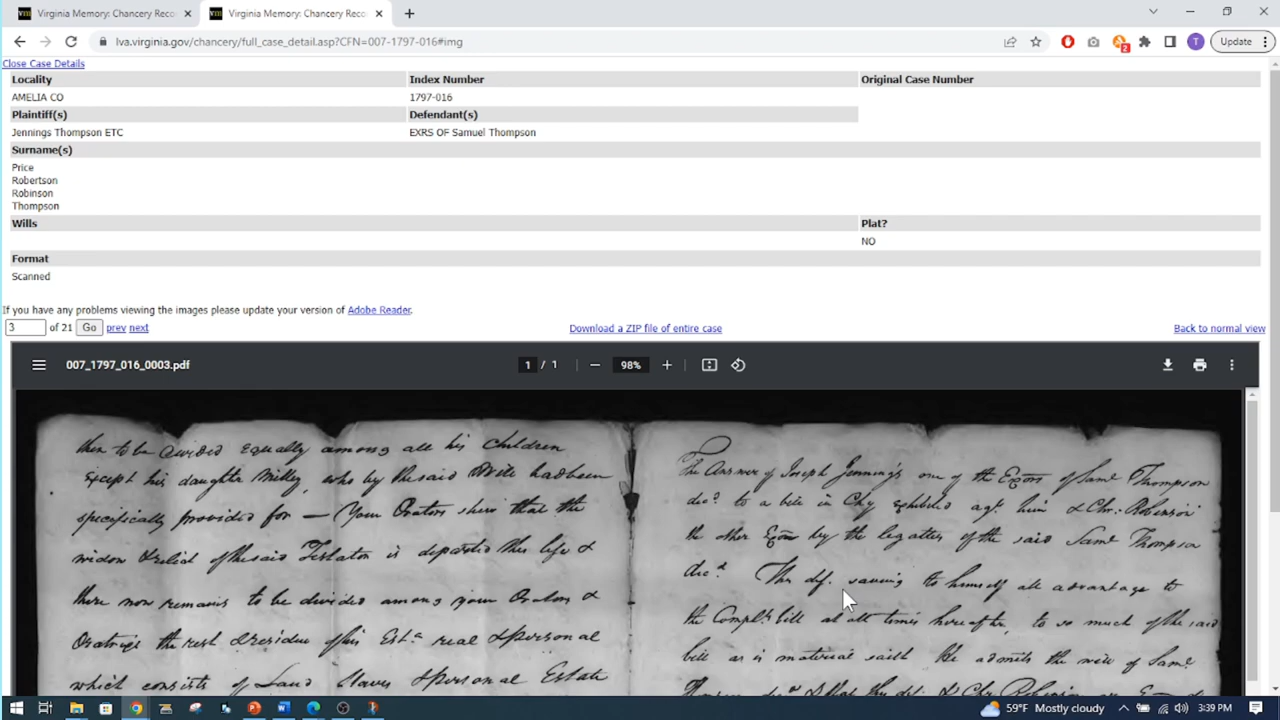 Virginia Memory: Chancery Reco
Virginia Memory: Chancery Reco
lva.virginia.gov/chancery/full_case_detail.asp?CFN=007-1797-016#img
2
T
Update
Close Case Details
Locality
Index Number
Original Case Number
AMELIA CO
1797-016
Plaintiff(s)
Defendant(s)
Jennings Thompson ETC
EXRS OF Samuel Thompson
Surname(s)
Price
Robertson
Robinson
Thompson
Wills
Plat?
NO
Format
Scanned
If you have any problems viewing the images please update your version of Adobe Reader.
3 of 21 Go prev next
Download a ZIP file of entire case
Back to normal view
007_1797_016_0003.pdf
1 / 1
98%
then to be divided Equally among all his Children
Except his daughter Milley, who by the said Will had been
specifically provided for — Your Orators shew that the
widow & relict of the said Testator is departed this life &
there now remains to be divided among your Orators &
Oratrixes the rest & residue of his Est.ᵉ real & personal
which consists of Land Slaves & personal Estate
The Answer of Joseph Jennings one of the Exors of Samˡ Thompson
decᵈ to a bill in Chy exhibited agᵗ him & Chr: Robinson
the other Exor by the legatees of the said Samˡ Thompson
decᵈ The def. saving to himself all advantage to
the Complᵗˢ bill at all times hereafter, to so much of the said
bill as is material saith He admits the will of Samˡ
59°F Mostly cloudy
3:39 PM